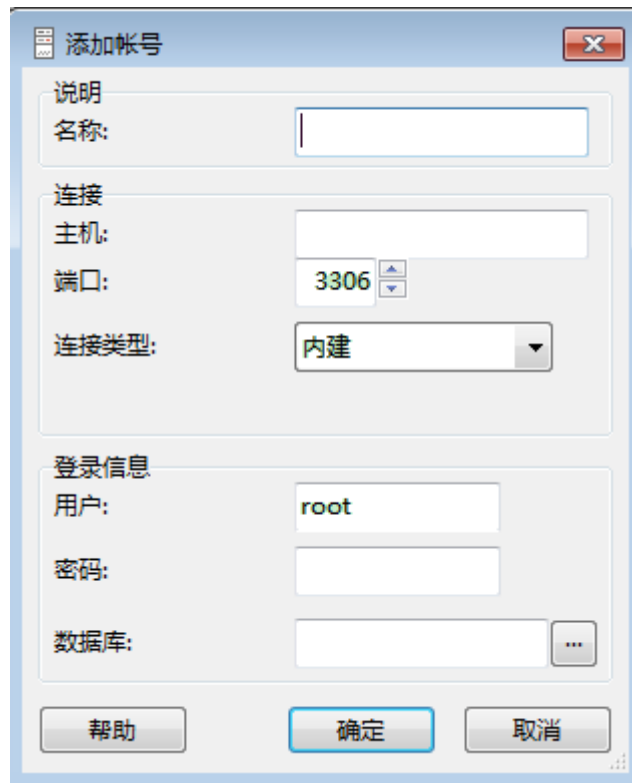 添加帐号
说明
名称:
连接
主机:
端口: 3306
连接类型: 内建
登录信息
用户: root
密码:
数据库: ...
帮助 确定 取消